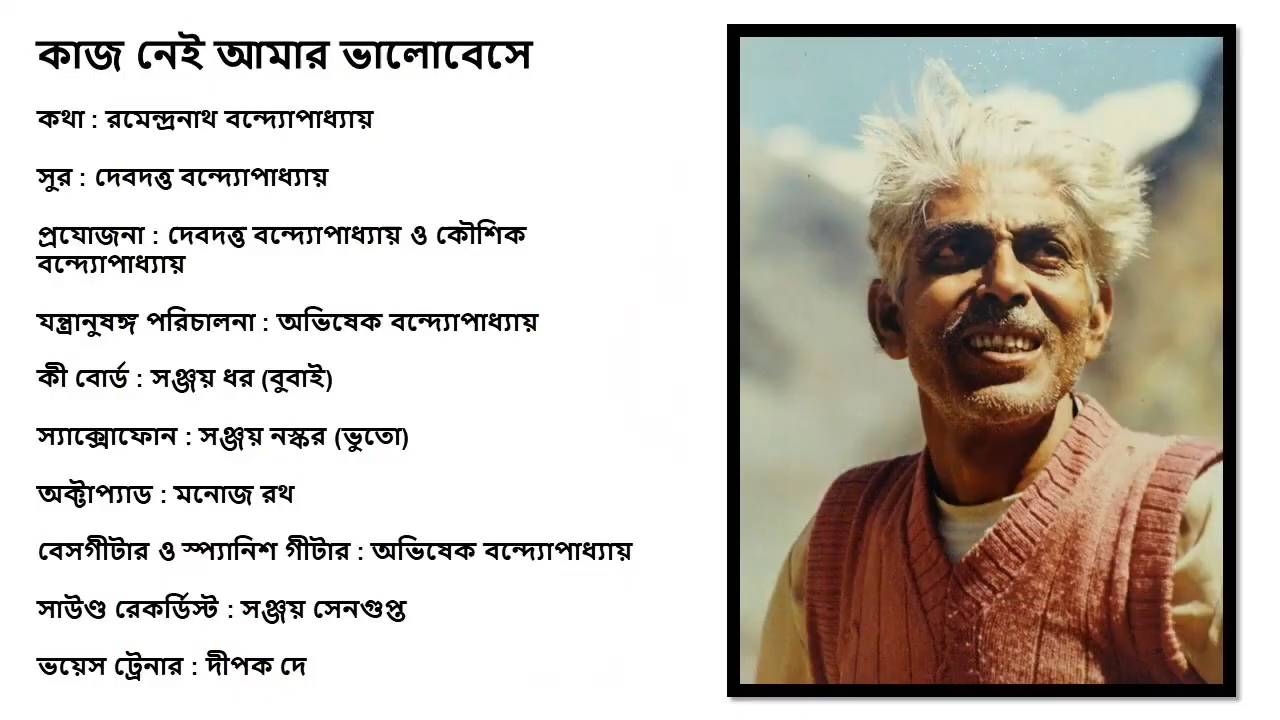 কাজ নেই আমার ভালোবেসে
কথা : রমেন্দ্রনাথ বন্দ্যোপাধ্যায়
সুর : দেবদত্ত বন্দ্যোপাধ্যায়
প্রযোজনা : দেবদত্ত বন্দ্যোপাধ্যায় ও কৌশিক
বন্দ্যোপাধ্যায়
যন্ত্রানুষঙ্গ পরিচালনা : অভিষেক বন্দ্যোপাধ্যায়
কী বোর্ড : সঞ্জয় ধর (বুবাই)
স্যাক্সোফোন : সঞ্জয় নস্কর (ভুতো)
অক্টাপ্যাড : মনোজ রথ
বেসগীটার ও স্প্যানিশ গীটার : অভিষেক বন্দ্যোপাধ্যায়
সাউণ্ড রেকর্ডিস্ট : সঞ্জয় সেনগুপ্ত
ভয়েস ট্রেনার : দীপক দে